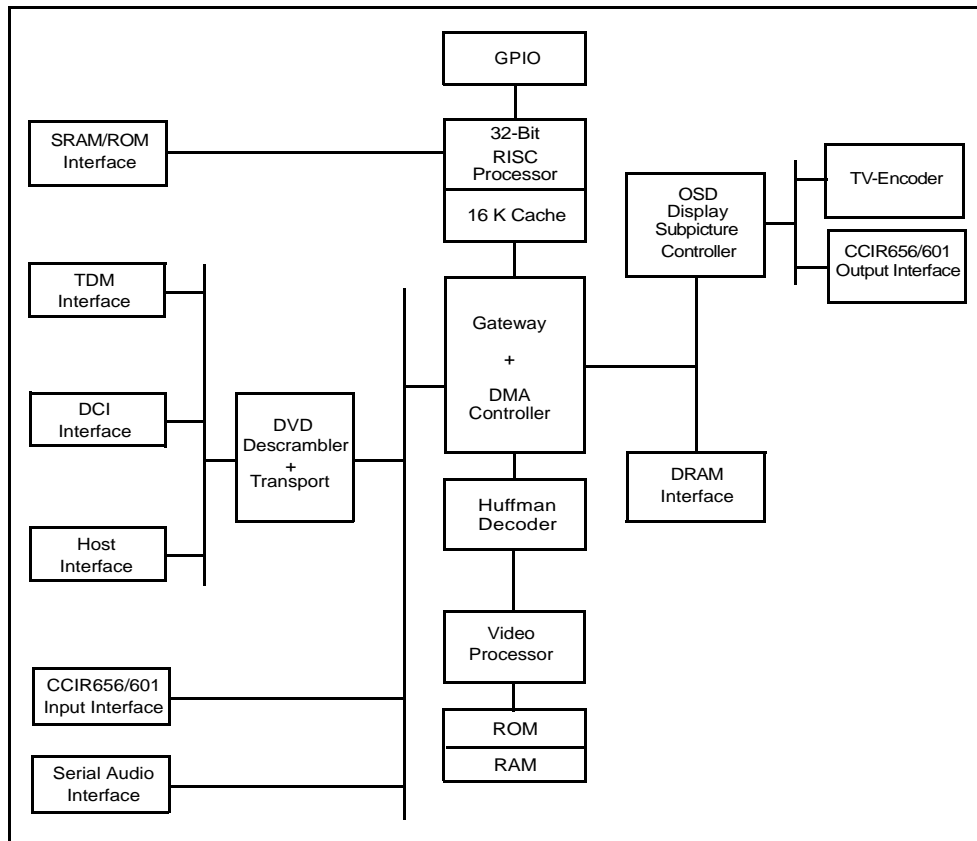 GPIO
SRAM/ROM
Interface
32-Bit
RISC
Processor
16 K Cache
OSD
Display
Subpicture
Controller
TV-Encoder
CCIR656/601
Output Interface
TDM
Interface
Gateway
+
DMA
Controller
DCI
Interface
DVD
Descrambler
+
Transport
DRAM
Interface
Huffman
Decoder
Host
Interface
Video
Processor
CCIR656/601
Input Interface
ROM
RAM
Serial Audio
Interface